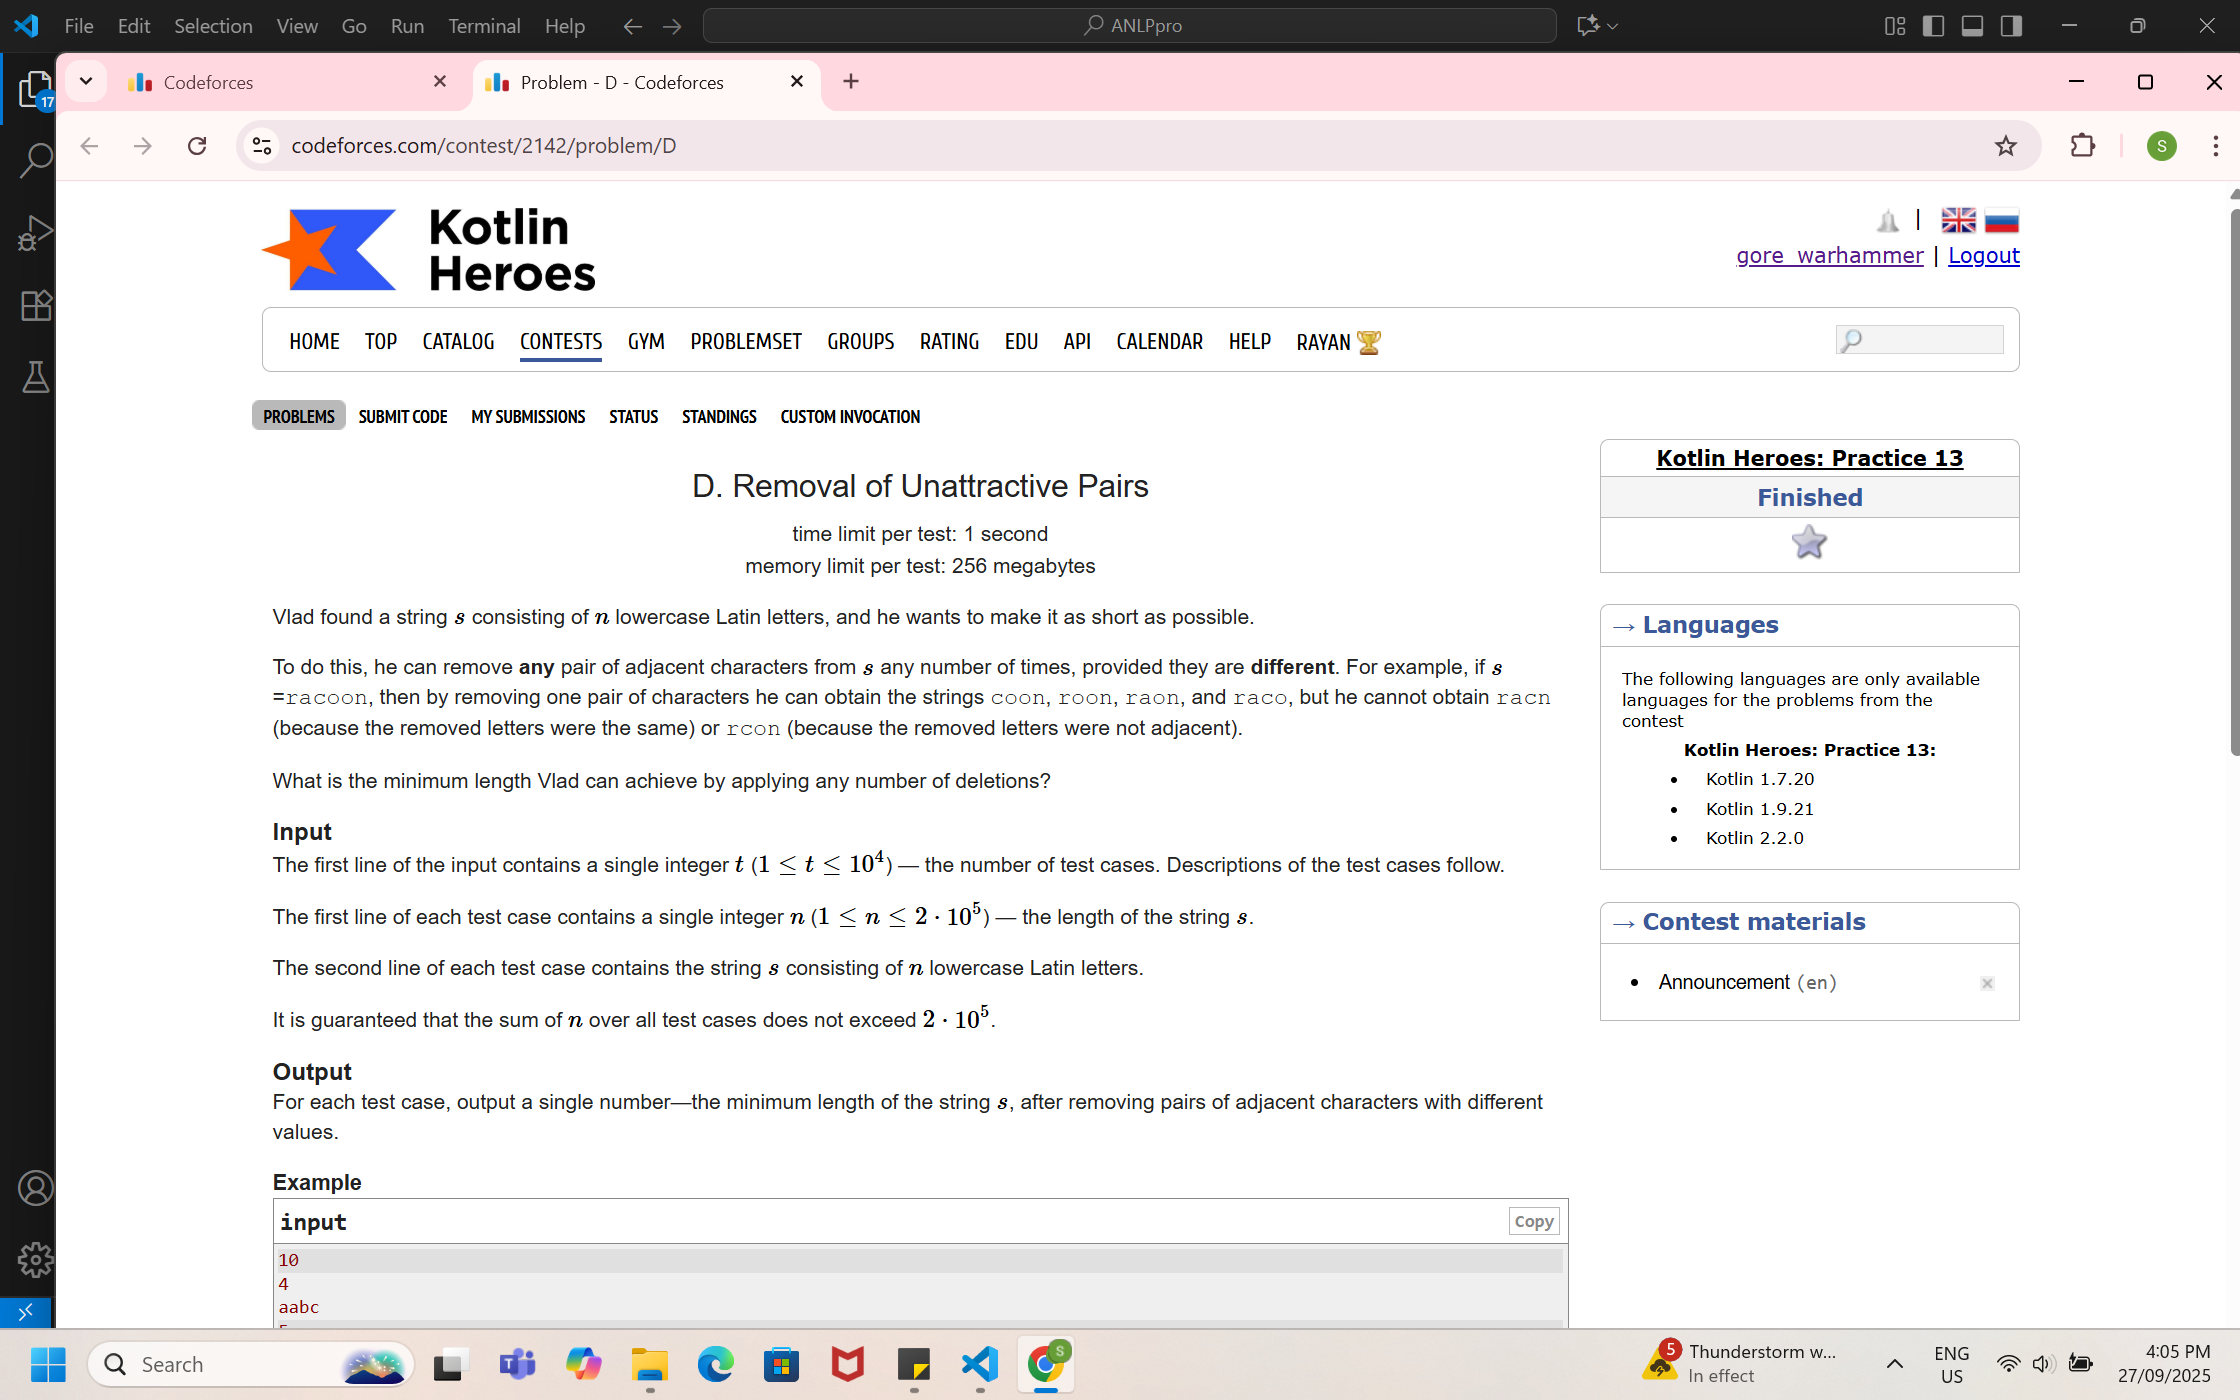 File Edit Selection View Go Run Terminal Help ANLPpro
17
Codeforces
Problem - D - Codeforces
codeforces.com/contest/2142/problem/D
S
Kotlin
Heroes
|
gore_warhammer | Logout
HOME TOP CATALOG CONTESTS GYM PROBLEMSET GROUPS RATING EDU API CALENDAR HELP RAYAN
PROBLEMS SUBMIT CODE MY SUBMISSIONS STATUS STANDINGS CUSTOM INVOCATION
D. Removal of Unattractive Pairs
time limit per test: 1 second
memory limit per test: 256 megabytes
Vlad found a string s consisting of n lowercase Latin letters, and he wants to make it as short as possible.
To do this, he can remove any pair of adjacent characters from s any number of times, provided they are different. For example, if s
=racoon, then by removing one pair of characters he can obtain the strings coon, roon, raon, and raco, but he cannot obtain racn
(because the removed letters were the same) or rcon (because the removed letters were not adjacent).
What is the minimum length Vlad can achieve by applying any number of deletions?
Input
The first line of the input contains a single integer t (1 ≤ t ≤ 10⁴) — the number of test cases. Descriptions of the test cases follow.
The first line of each test case contains a single integer n (1 ≤ n ≤ 2 · 10⁵) — the length of the string s.
The second line of each test case contains the string s consisting of n lowercase Latin letters.
It is guaranteed that the sum of n over all test cases does not exceed 2 · 10⁵.
Output
For each test case, output a single number—the minimum length of the string s, after removing pairs of adjacent characters with different
values.
Example
input
Copy
10
4
aabc
Kotlin Heroes: Practice 13
Finished
→ Languages
The following languages are only available
languages for the problems from the
contest
Kotlin Heroes: Practice 13:
• Kotlin 1.7.20
• Kotlin 1.9.21
• Kotlin 2.2.0
→ Contest materials
• Announcement (en)
Search
S
5
Thunderstorm w...
In effect
ENG
US
4:05 PM
27/09/2025